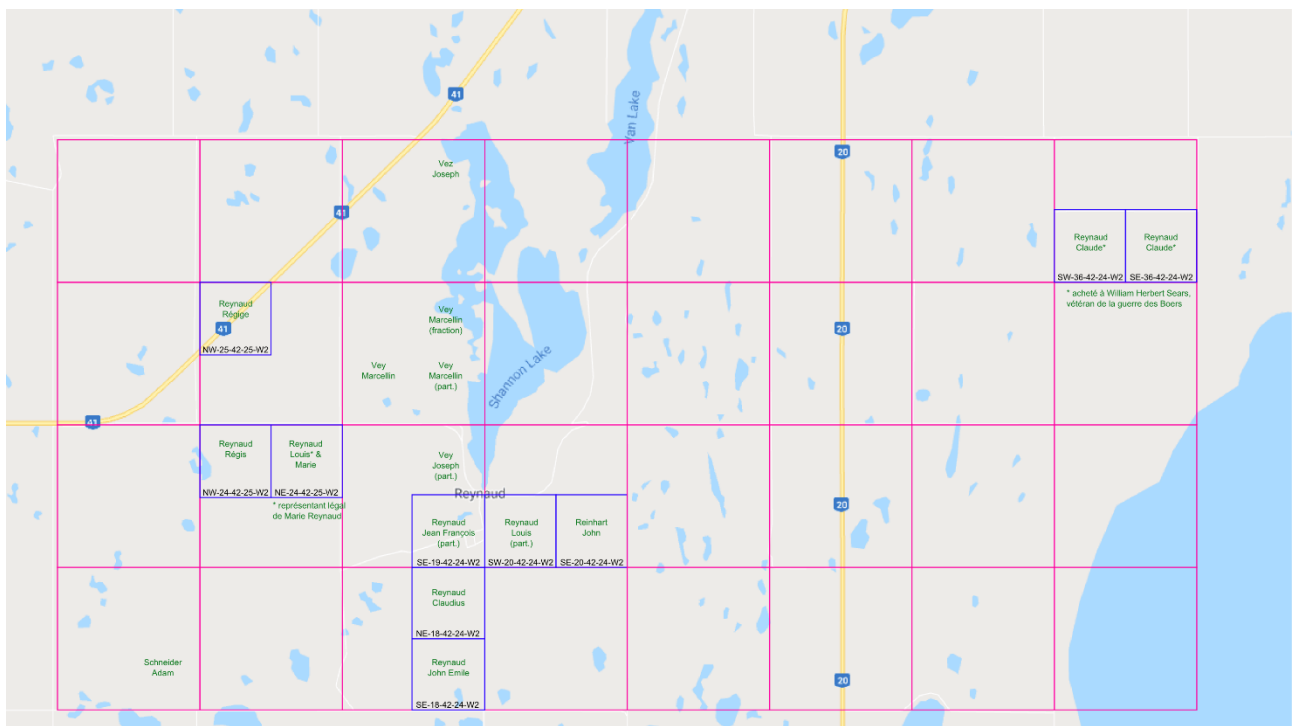 41
Van Lake
20
Vez
Joseph
41
Reynaud
Claude*
Reynaud
Claude*
SW-36-42-24-W2
SE-36-42-24-W2
* acheté à William Herbert Sears,
vétéran de la guerre des Boers
Reynaud
Régige
41
NW-25-42-25-W2
Vey
Marcellin
(fraction)
20
Vey
Marcellin
Vey
Marcellin
(part.)
Shannon Lake
41
Reynaud
Régis
Reynaud
Louis* &
Marie
NW-24-42-25-W2
NE-24-42-25-W2
* représentant légal
de Marie Reynaud
Vey
Joseph
(part.)
Reynaud
20
Reynaud
Jean François
(part.)
Reynaud
Louis
(part.)
Reinhart
John
SE-19-42-24-W2
SW-20-42-24-W2
SE-20-42-24-W2
Reynaud
Claudius
NE-18-42-24-W2
Schneider
Adam
Reynaud
John Emile
SE-18-42-24-W2
20